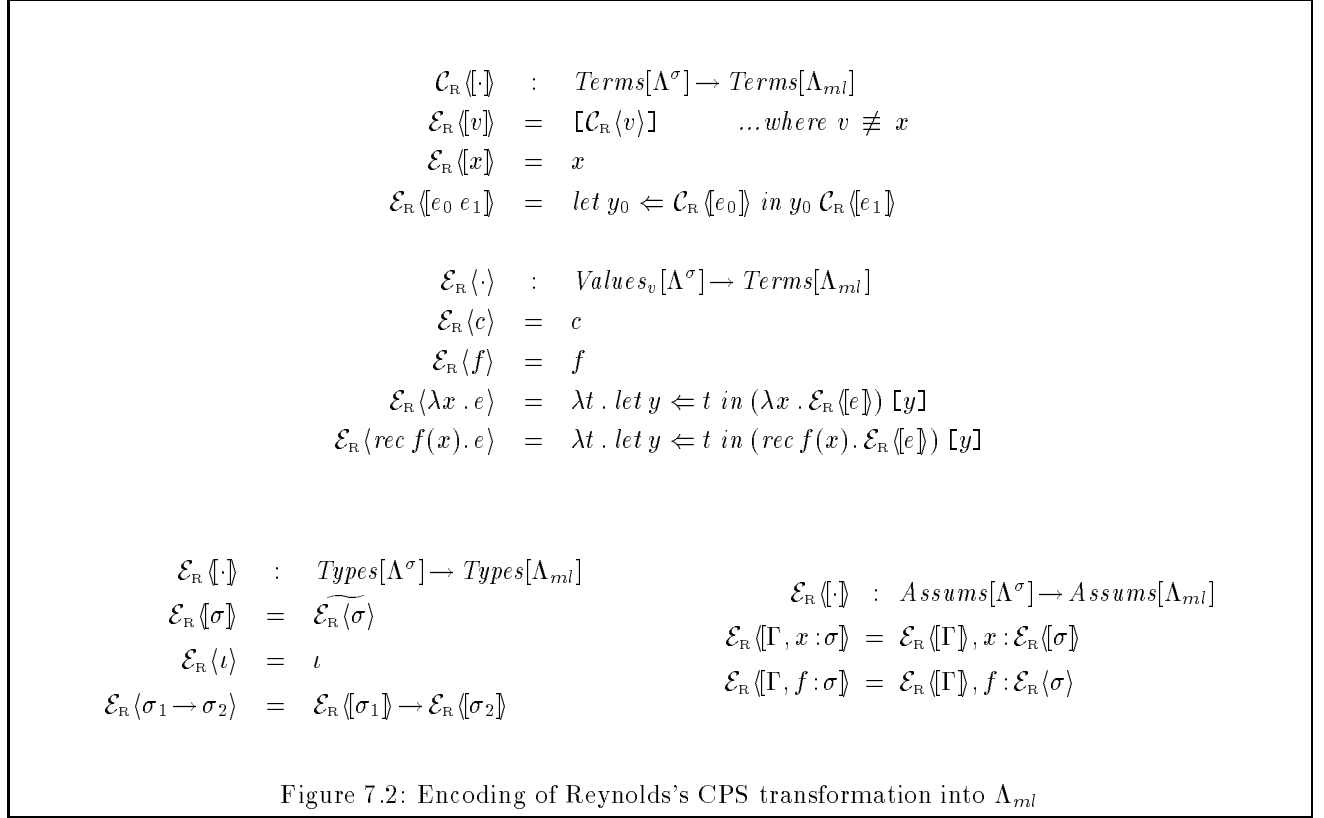 𝒞_R⟪·⟫ : Terms[Λ^σ] → Terms[Λ_ml]
ℰ_R⟪v⟫ = [𝒞_R⟨v⟩] ...where v ≢ x
ℰ_R⟪x⟫ = x
ℰ_R⟪e_0 e_1⟫ = let y_0 ⇐ 𝒞_R⟪e_0⟫ in y_0 𝒞_R⟪e_1⟫
ℰ_R⟨·⟩ : Values_v[Λ^σ] → Terms[Λ_ml]
ℰ_R⟨c⟩ = c
ℰ_R⟨f⟩ = f
ℰ_R⟨λx . e⟩ = λt . let y ⇐ t in (λx . ℰ_R⟪e⟫) [y]
ℰ_R⟨rec f(x). e⟩ = λt . let y ⇐ t in (rec f(x). ℰ_R⟪e⟫) [y]
ℰ_R⟪·⟫ : Types[Λ^σ] → Types[Λ_ml]
ℰ_R⟪σ⟫ = \widetilde{ℰ_R⟨σ⟩}
ℰ_R⟨ι⟩ = ι
ℰ_R⟨σ_1 → σ_2⟩ = ℰ_R⟪σ_1⟫ → ℰ_R⟪σ_2⟫
ℰ_R⟪·⟫ : Assums[Λ^σ] → Assums[Λ_ml]
ℰ_R⟪Γ, x : σ⟫ = ℰ_R⟪Γ⟫, x : ℰ_R⟪σ⟫
ℰ_R⟪Γ, f : σ⟫ = ℰ_R⟪Γ⟫, f : ℰ_R⟨σ⟩
Figure 7.2: Encoding of Reynolds's CPS transformation into Λ_ml